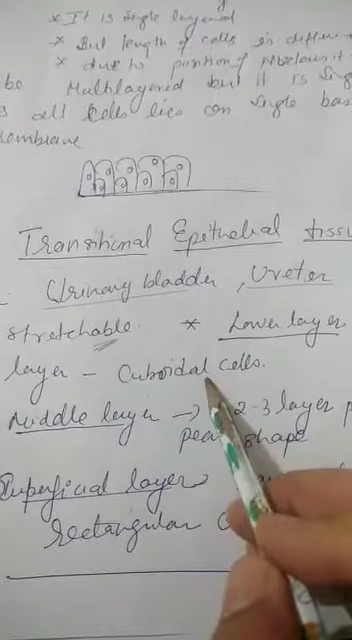 * It is single layered
* But length of cells is differ
* due to position of nucleus it
be Multilayered but it is Sing
s all cells lies on single bas
membrane
Transitional Epithelial tissu
Urinary bladder, Ureter
stretchable. * Lower layer
layer - Cuboidal cells.
Middle layer → 2-3 layer p
pear shape
Superficial layer
Rectangular c